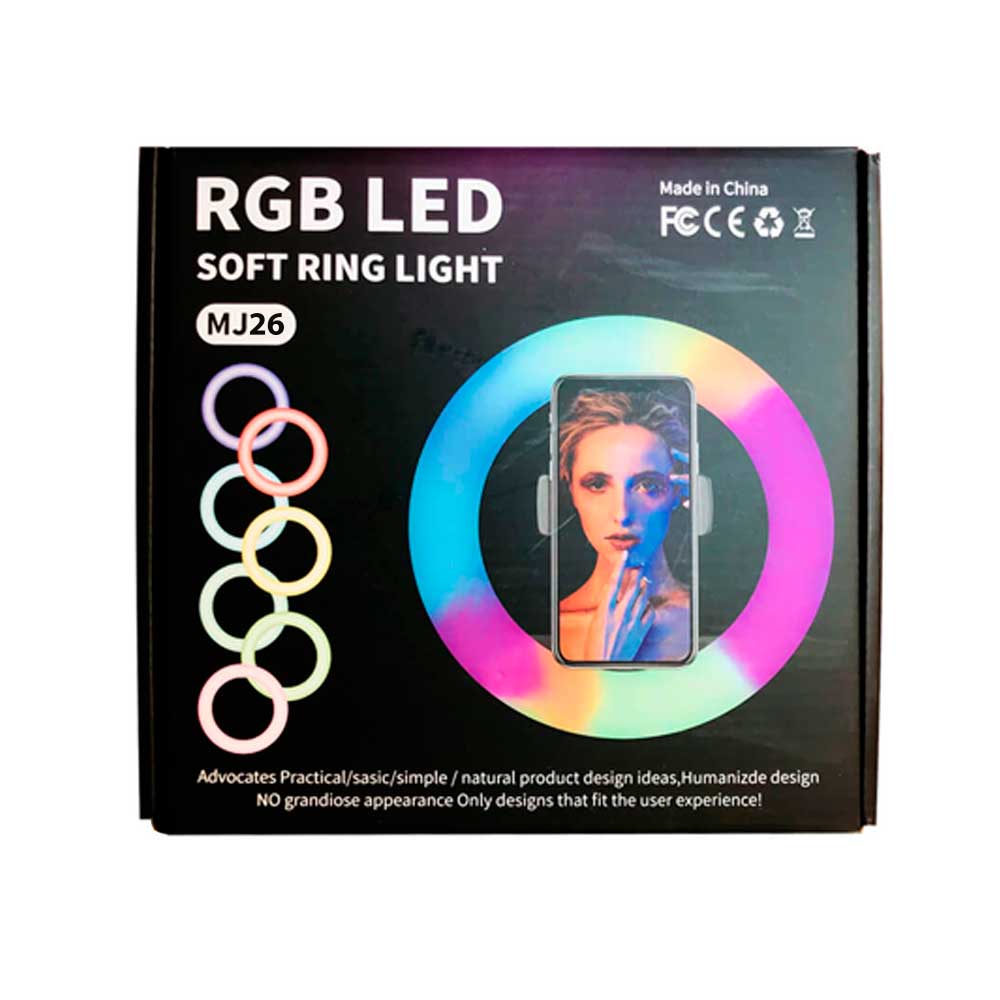 RGB LED
SOFT RING LIGHT
MJ26
Made in China
FC CE
Advocates Practical/sasic/simple / natural product design ideas,Humanizde design
NO grandiose appearance Only designs that fit the user experience!